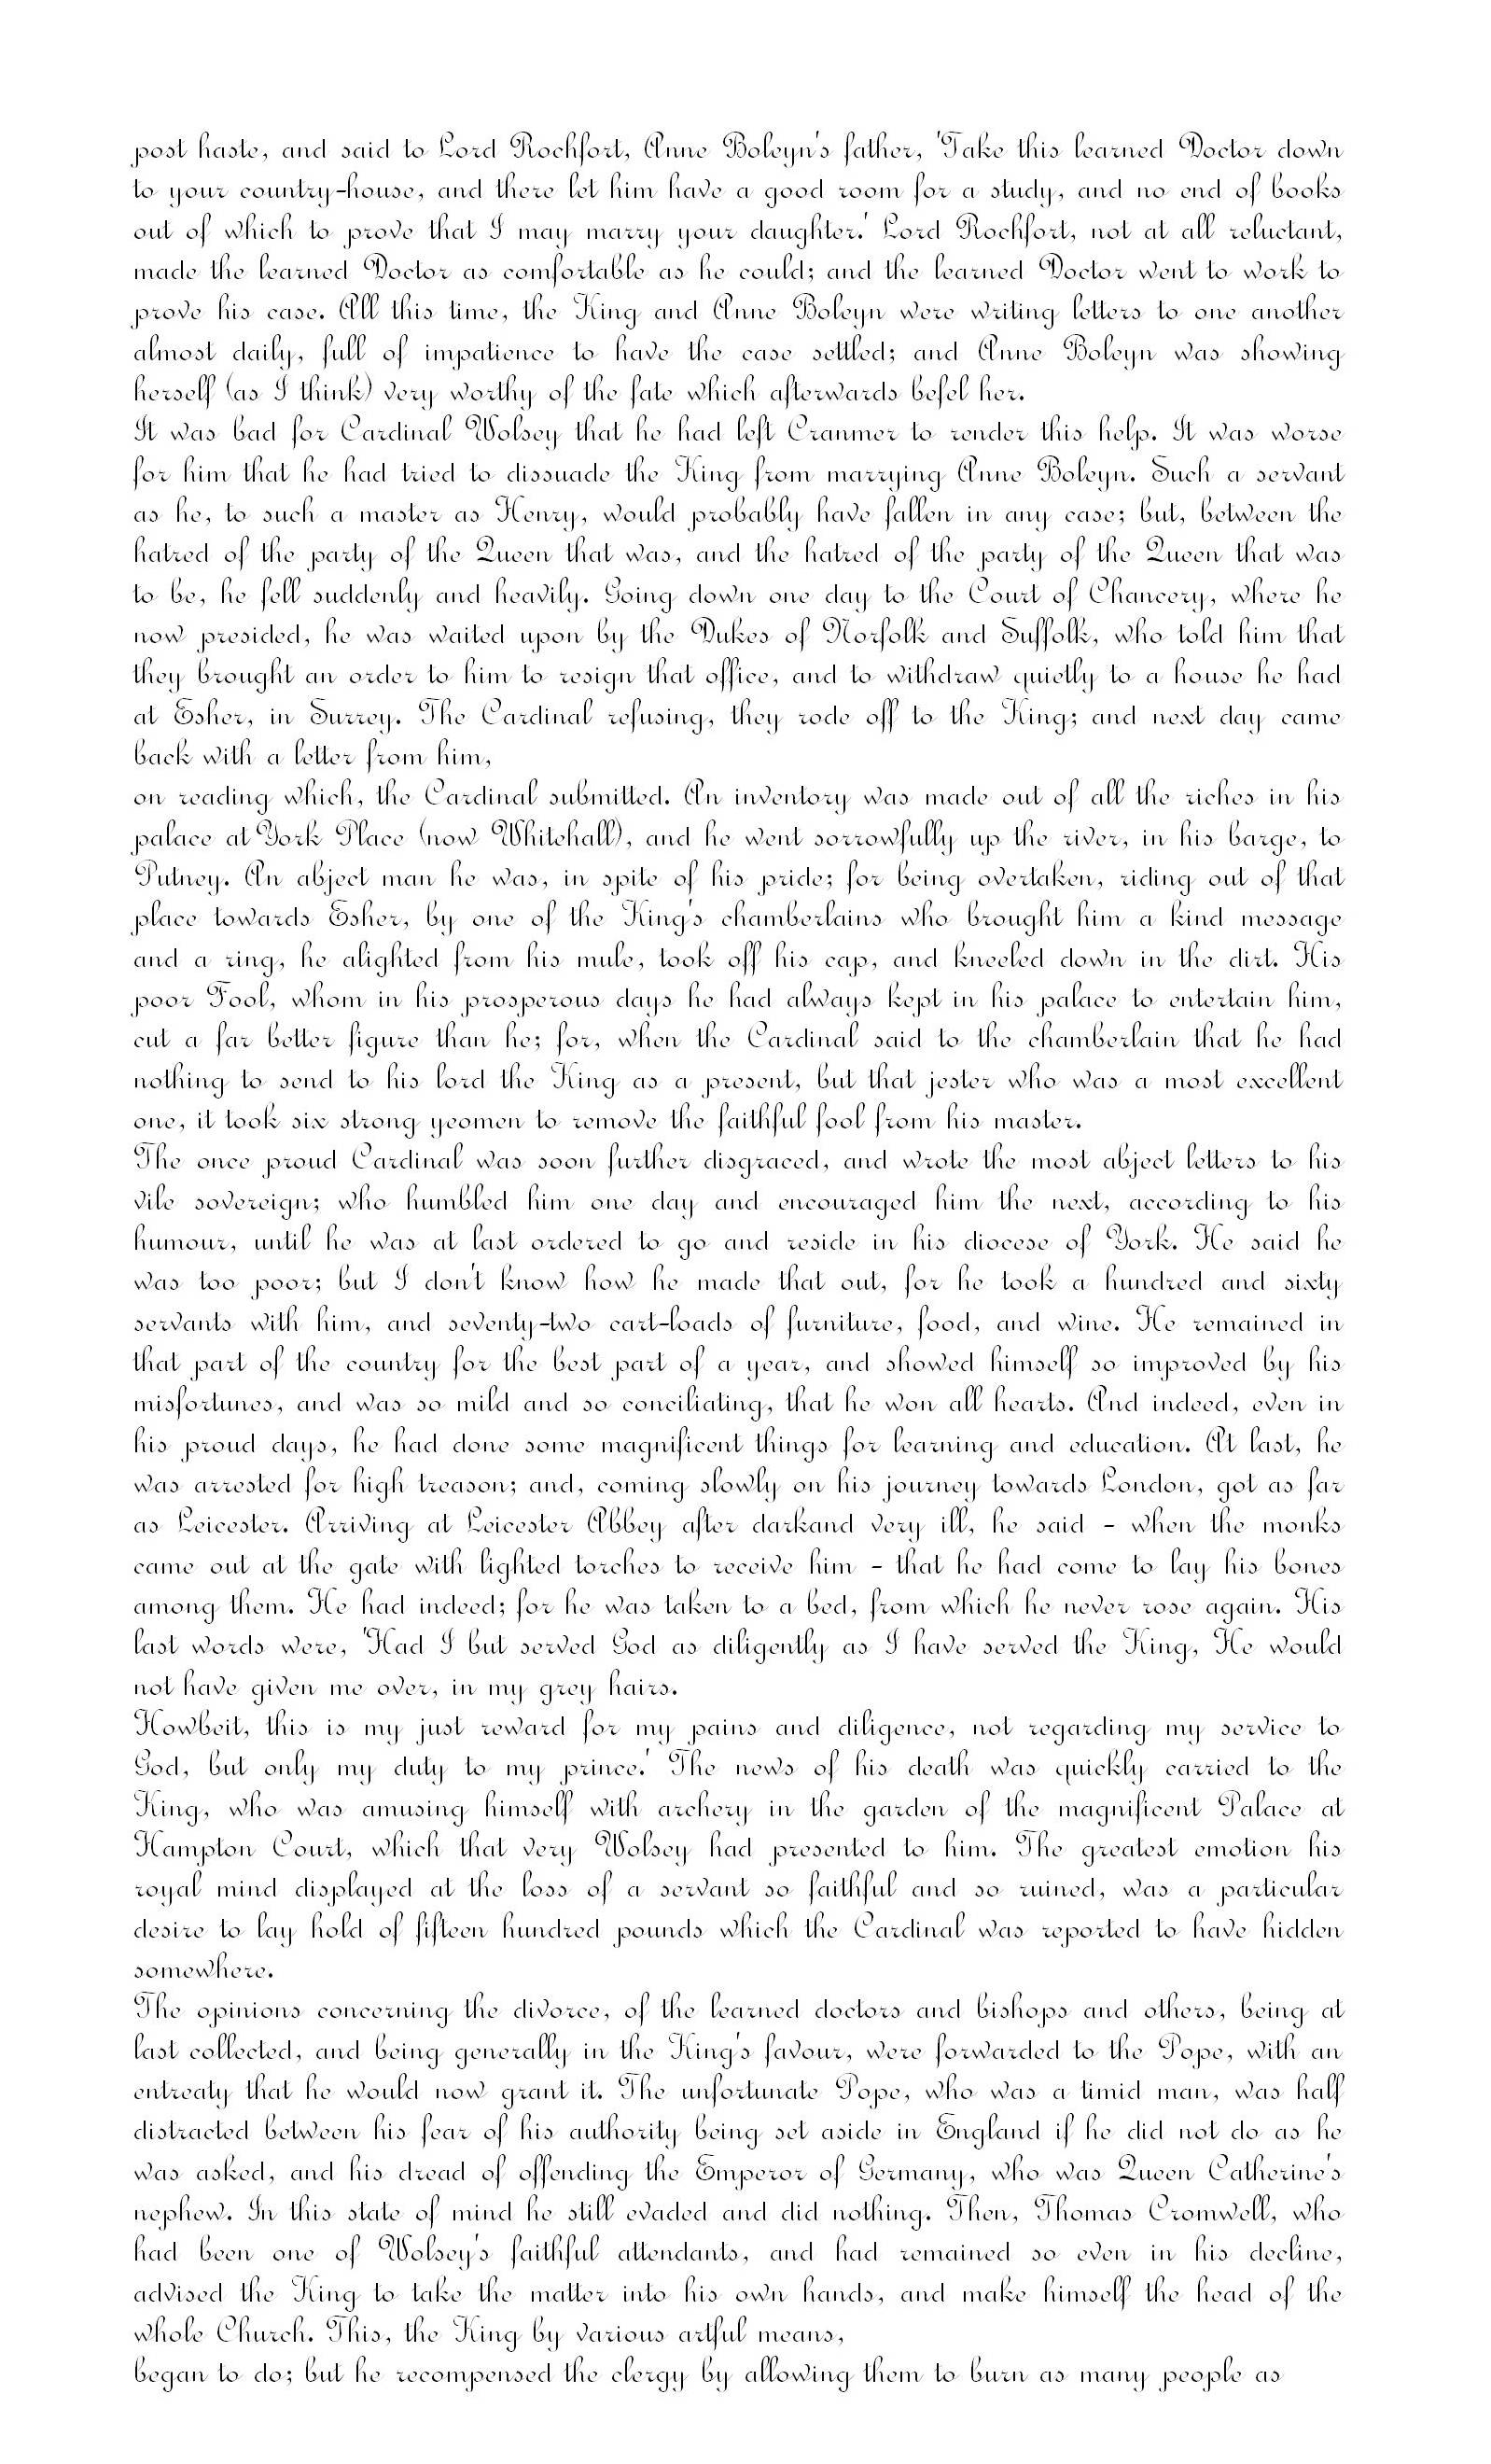 post haste, and said to Lord Rochfort, Anne Boleyn's father, 'Take this learned Doctor down
to your country-house, and there let him have a good room for a study, and no end of books
out of which to prove that I may marry your daughter.' Lord Rochfort, not at all reluctant,
made the learned Doctor as comfortable as he could; and the learned Doctor went to work to
prove his case. All this time, the King and Anne Boleyn were writing letters to one another
almost daily, full of impatience to have the case settled; and Anne Boleyn was showing
herself (as I think) very worthy of the fate which afterwards befel her.
It was bad for Cardinal Wolsey that he had left Cranmer to render this help. It was worse
for him that he had tried to dissuade the King from marrying Anne Boleyn. Such a servant
as he, to such a master as Henry, would probably have fallen in any case; but, between the
hatred of the party of the Queen that was, and the hatred of the party of the Queen that was
to be, he fell suddenly and heavily. Going down one day to the Court of Chancery, where he
now presided, he was waited upon by the Dukes of Norfolk and Suffolk, who told him that
they brought an order to him to resign that office, and to withdraw quietly to a house he had
at Esher, in Surrey. The Cardinal refusing, they rode off to the King; and next day came
back with a letter from him,
on reading which, the Cardinal submitted. An inventory was made out of all the riches in his
palace at York Place (now Whitehall), and he went sorrowfully up the river, in his barge, to
Putney. An abject man he was, in spite of his pride; for being overtaken, riding out of that
place towards Esher, by one of the King's chamberlains who brought him a kind message
and a ring, he alighted from his mule, took off his cap, and kneeled down in the dirt. His
poor Fool, whom in his prosperous days he had always kept in his palace to entertain him,
cut a far better figure than he; for, when the Cardinal said to the chamberlain that he had
nothing to send to his lord the King as a present, but that jester who was a most excellent
one, it took six strong yeomen to remove the faithful fool from his master.
The once proud Cardinal was soon further disgraced, and wrote the most abject letters to his
vile sovereign; who humbled him one day and encouraged him the next, according to his
humour, until he was at last ordered to go and reside in his diocese of York. He said he
was too poor; but I don't know how he made that out, for he took a hundred and sixty
servants with him, and seventy-two cart-loads of furniture, food, and wine. He remained in
that part of the country for the best part of a year, and showed himself so improved by his
misfortunes, and was so mild and so conciliating, that he won all hearts. And indeed, even in
his proud days, he had done some magnificent things for learning and education. At last, he
was arrested for high treason; and, coming slowly on his journey towards London, got as far
as Leicester. Arriving at Leicester Abbey after darkand very ill, he said - when the monks
came out at the gate with lighted torches to receive him - that he had come to lay his bones
among them. He had indeed; for he was taken to a bed, from which he never rose again. His
last words were, 'Had I but served God as diligently as I have served the King, He would
not have given me over, in my grey hairs.
Howbeit, this is my just reward for my pains and diligence, not regarding my service to
God, but only my duty to my prince.' The news of his death was quickly carried to the
King, who was amusing himself with archery in the garden of the magnificent Palace at
Hampton Court, which that very Wolsey had presented to him. The greatest emotion his
royal mind displayed at the loss of a servant so faithful and so ruined, was a particular
desire to lay hold of fifteen hundred pounds which the Cardinal was reported to have hidden
somewhere.
The opinions concerning the divorce, of the learned doctors and bishops and others, being at
last collected, and being generally in the King's favour, were forwarded to the Pope, with an
entreaty that he would now grant it. The unfortunate Pope, who was a timid man, was half
distracted between his fear of his authority being set aside in England if he did not do as he
was asked, and his dread of offending the Emperor of Germany, who was Queen Catherine's
nephew. In this state of mind he still evaded and did nothing. Then, Thomas Cromwell, who
had been one of Wolsey's faithful attendants, and had remained so even in his decline,
advised the King to take the matter into his own hands, and make himself the head of the
whole Church. This, the King by various artful means,
began to do; but he recompensed the clergy by allowing them to burn as many people as